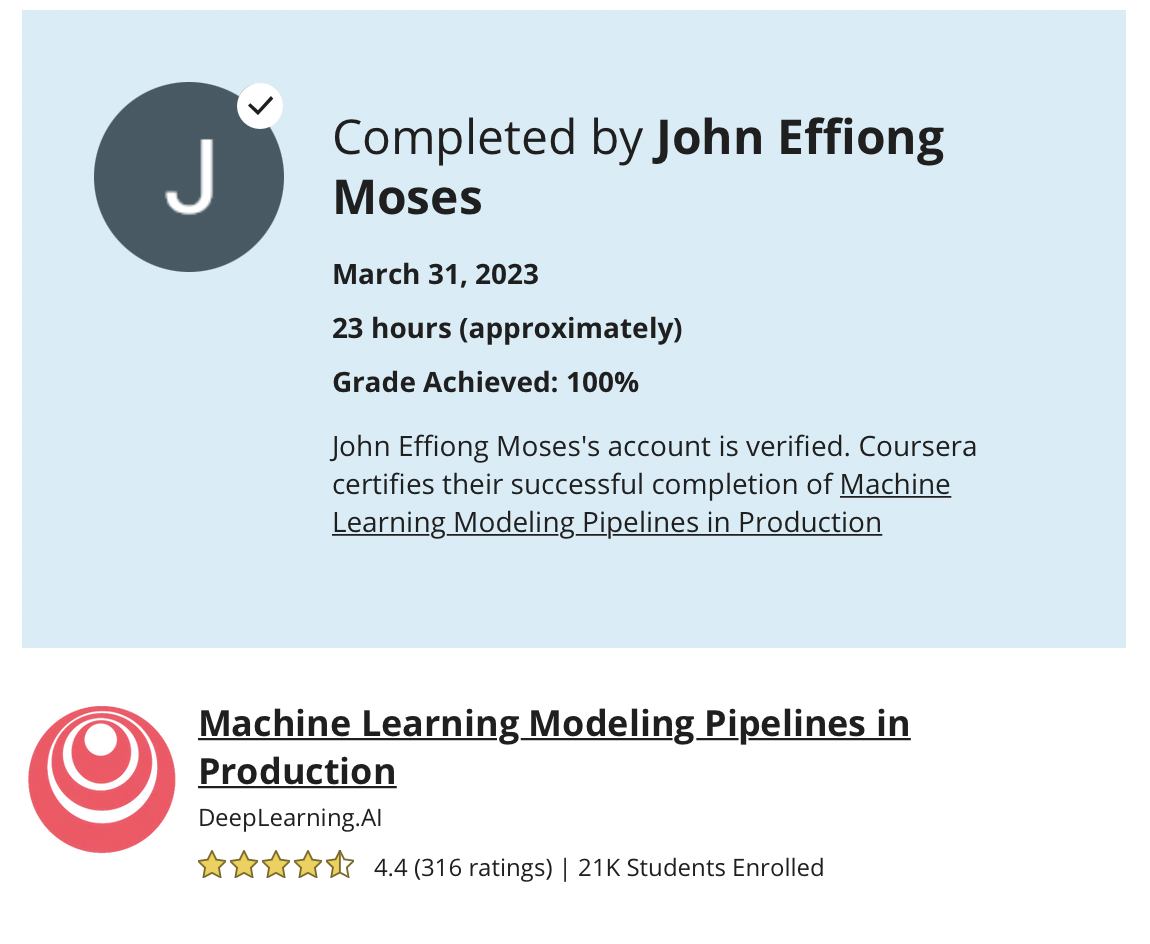 J
Completed by John Effiong
Moses
March 31, 2023
23 hours (approximately)
Grade Achieved: 100%
John Effiong Moses's account is verified. Coursera
certifies their successful completion of Machine
Learning Modeling Pipelines in Production
Machine Learning Modeling Pipelines in
Production
DeepLearning.AI
4.4 (316 ratings) | 21K Students Enrolled